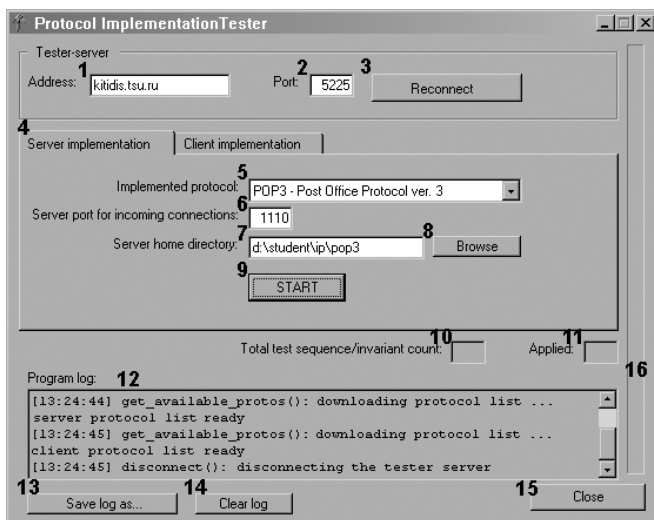 Protocol ImplementationTester
Tester-server
1 2 3
Address: kitidis.tsu.ru Port: 5225 Reconnect
4
Server implementation Client implementation
5
Implemented protocol: POP3 - Post Office Protocol ver. 3
6
Server port for incoming connections: 1110
7 8
Server home directory: d:\student\ip\pop3 Browse
9
START
10 11
Total test sequence/invariant count: Applied:
16
Program log: 12
[13:24:44] get_available_protos(): downloading protocol list ...
server protocol list ready
[13:24:45] get_available_protos(): downloading protocol list ...
client protocol list ready
[13:24:45] disconnect(): disconnecting the tester server
13 14 15
Save log as... Clear log Close